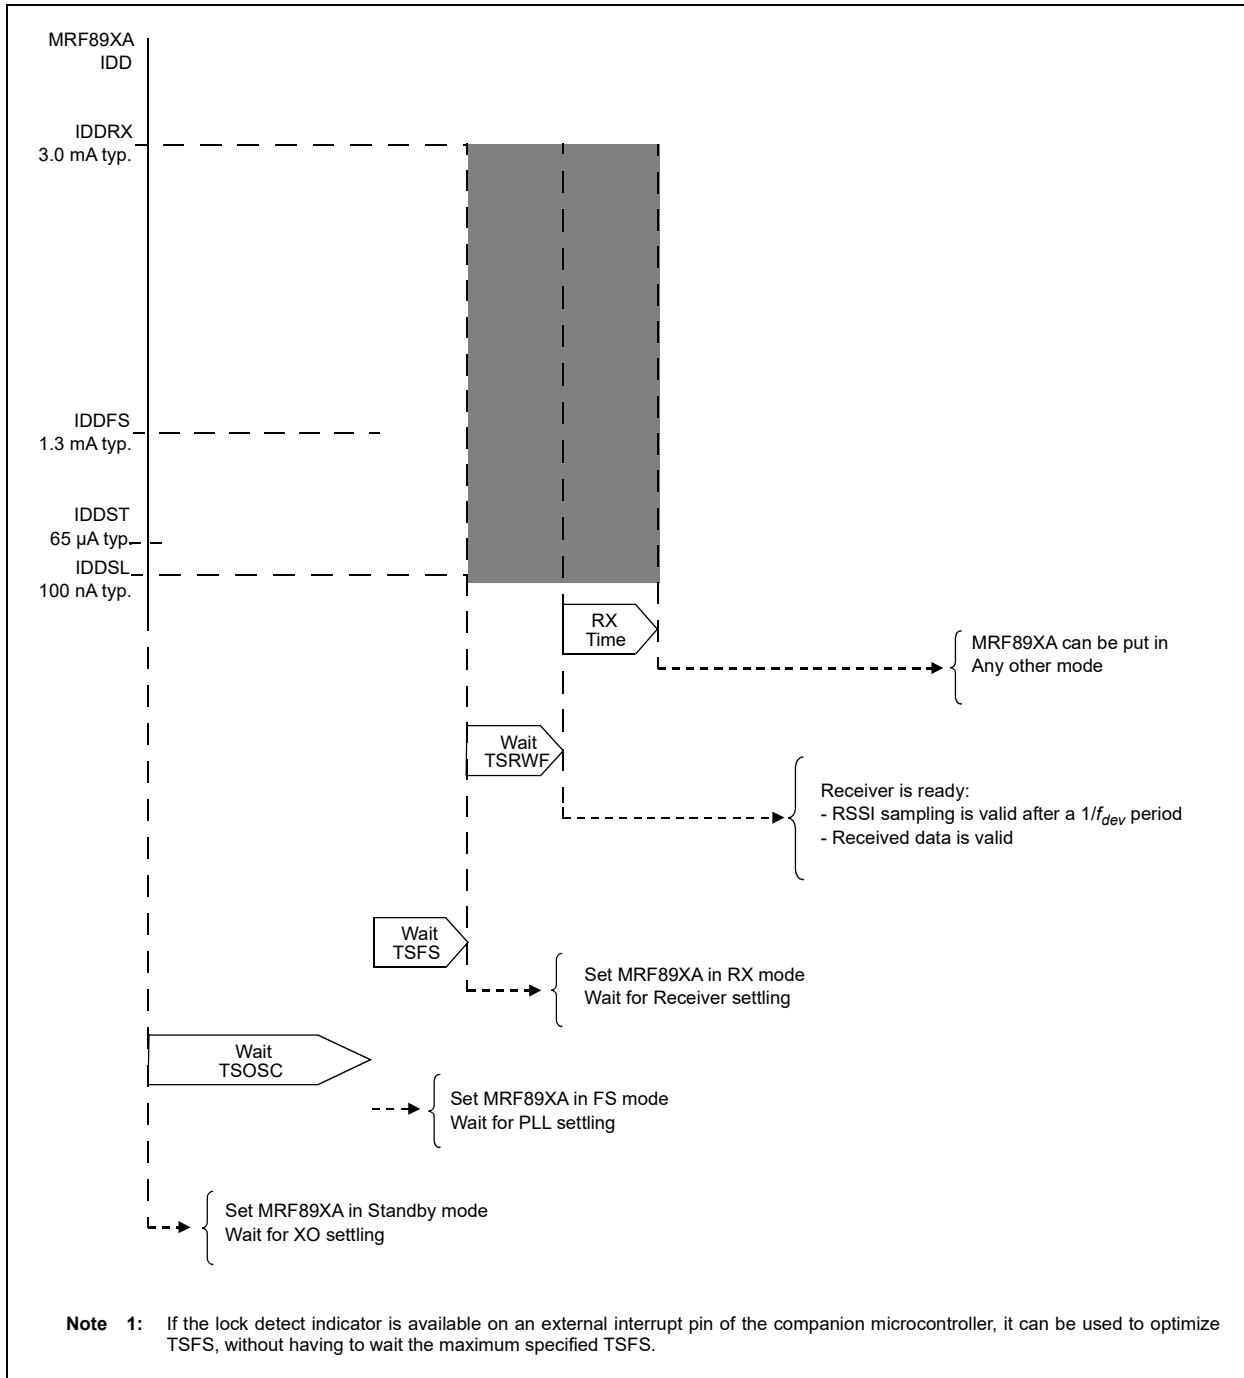 MRF89XA
IDD
IDDRX
3.0 mA typ.
IDDFS
1.3 mA typ.
IDDST
65 µA typ.
IDDSL
100 nA typ.
RX
Time
MRF89XA can be put in
Any other mode
Wait
TSRWF
Receiver is ready:
- RSSI sampling is valid after a 1/fdev period
- Received data is valid
Wait
TSFS
Set MRF89XA in RX mode
Wait for Receiver settling
Wait
TSOSC
Set MRF89XA in FS mode
Wait for PLL settling
Set MRF89XA in Standby mode
Wait for XO settling
Note 1: If the lock detect indicator is available on an external interrupt pin of the companion microcontroller, it can be used to optimize
TSFS, without having to wait the maximum specified TSFS.